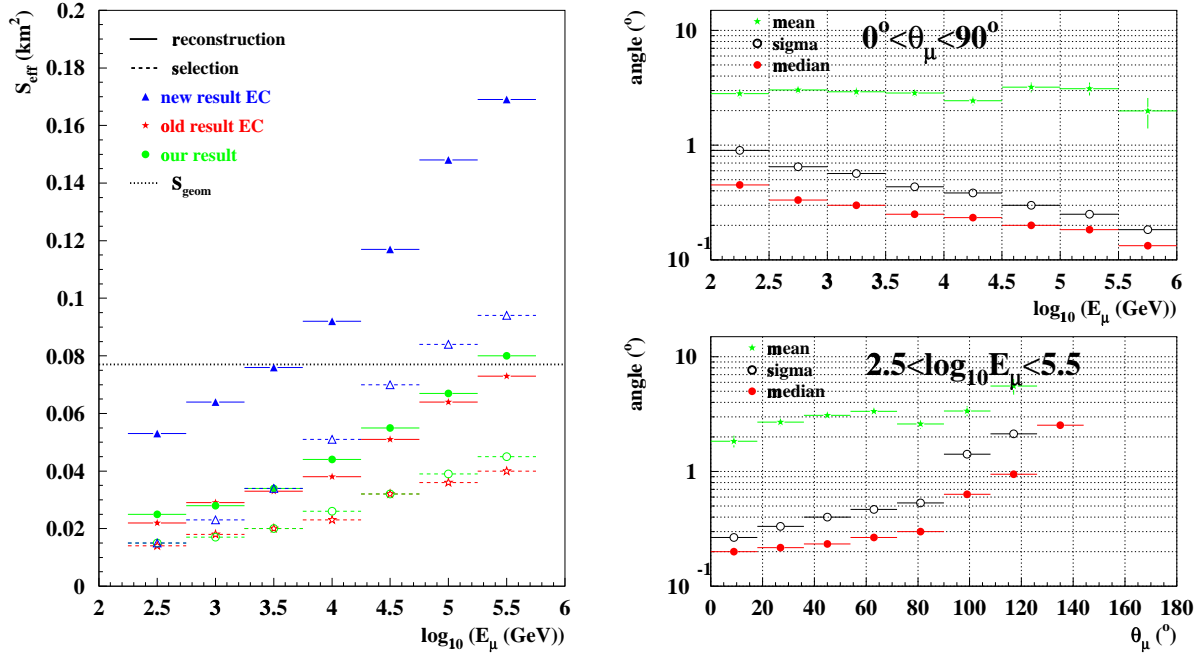 S_eff (km²)
0.2
0.18
0.16
0.14
0.12
0.1
0.08
0.06
0.04
0.02
0
reconstruction
selection
new result EC
old result EC
our result
S_geom
2 2.5 3 3.5 4 4.5 5 5.5 6
log₁₀ (E_μ (GeV))
angle (°)
10
1
10⁻¹
mean
sigma
median
0°<θ_μ<90°
2 2.5 3 3.5 4 4.5 5 5.5 6
log₁₀ (E_μ (GeV))
angle (°)
10
1
10⁻¹
mean
sigma
median
2.5<log₁₀E_μ<5.5
0 20 40 60 80 100 120 140 160 180
θ_μ (°)